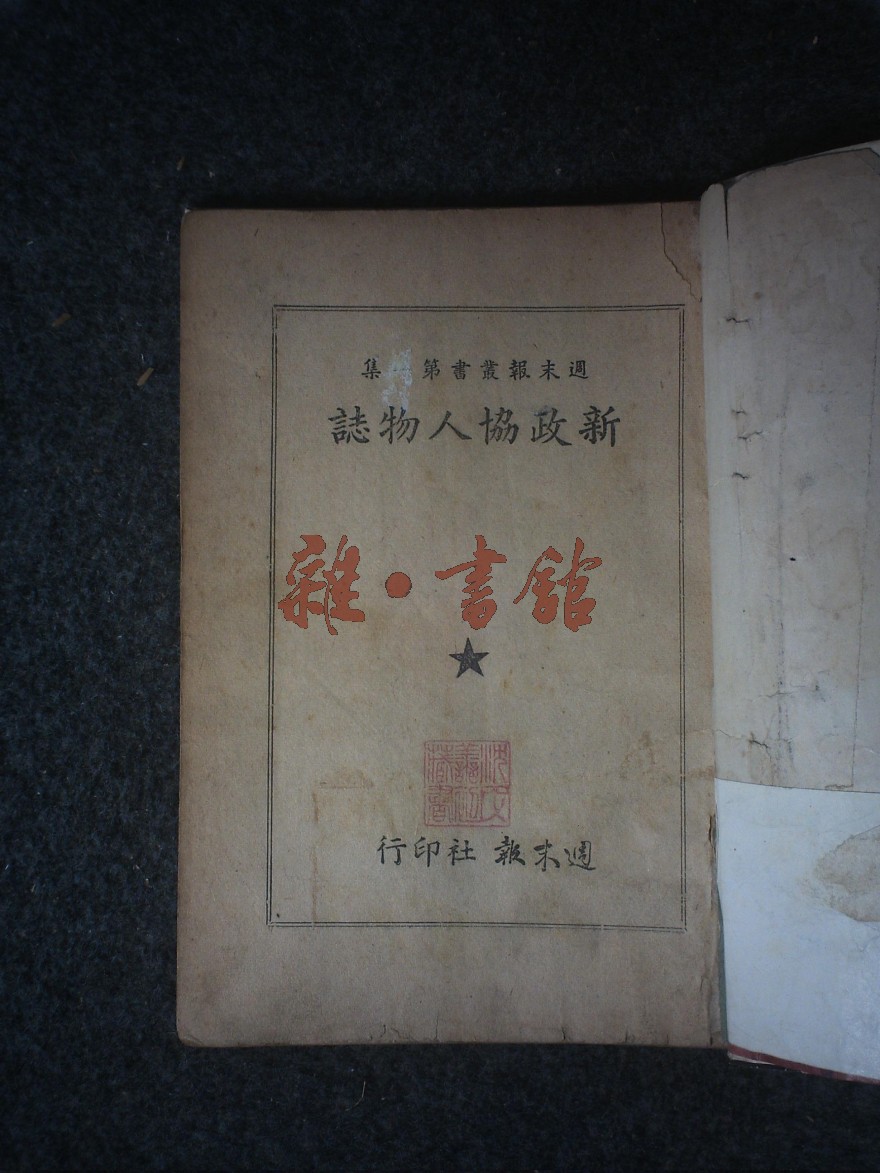 週末報叢書第一集
新政協人物誌
雜·書館
週末報社印行